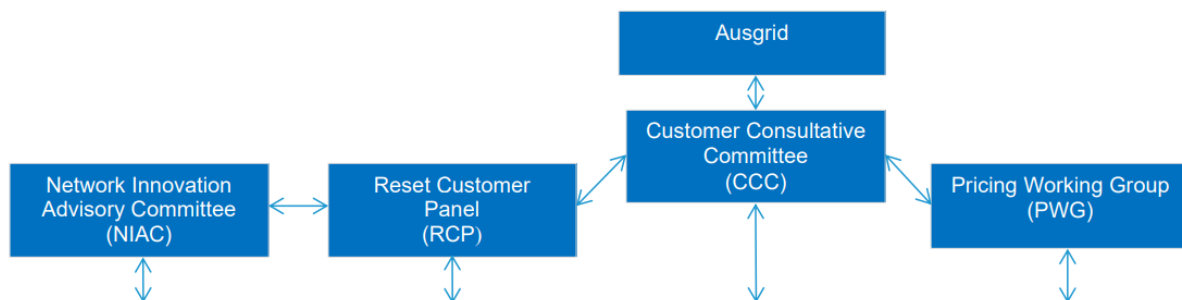 Ausgrid
Customer Consultative
Committee
(CCC)
Network Innovation
Advisory Committee
(NIAC)
Reset Customer
Panel
(RCP)
Pricing Working Group
(PWG)